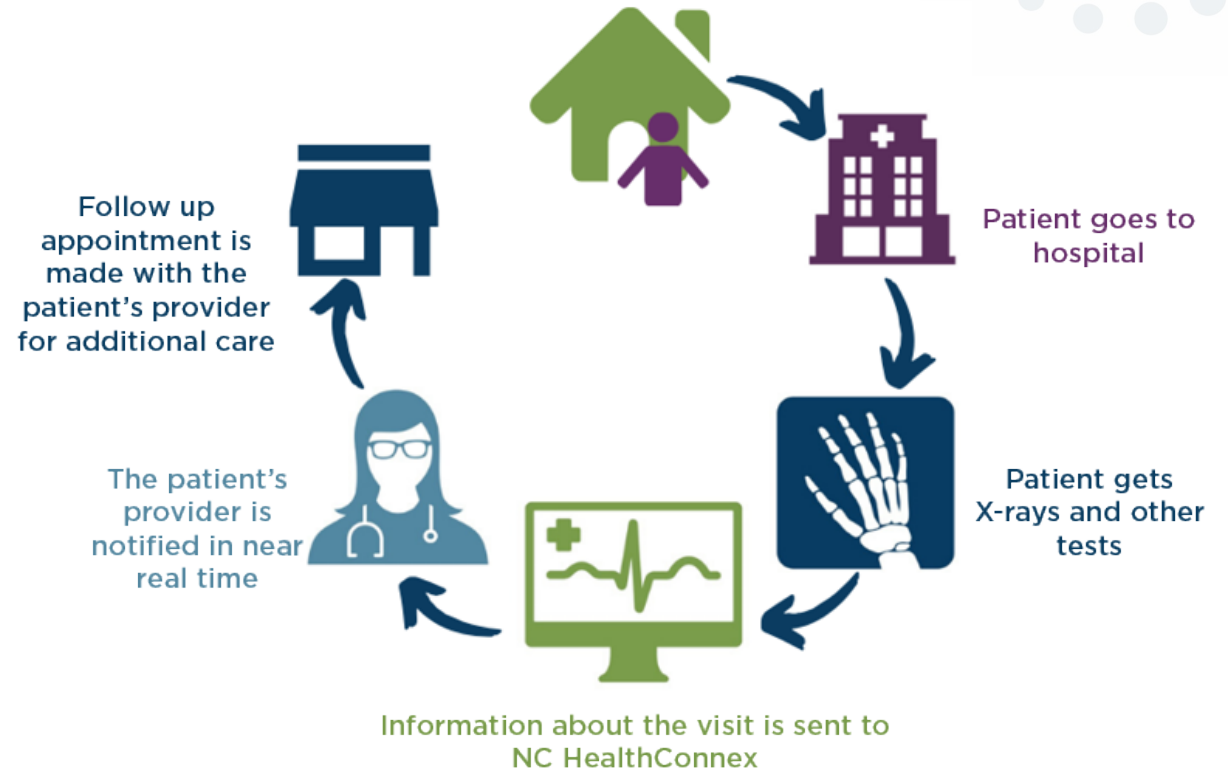 Patient goes to
hospital
Patient gets
X-rays and other
tests
Information about the visit is sent to
NC HealthConnex
The patient's
provider is
notified in near
real time
Follow up
appointment is
made with the
patient's provider
for additional care